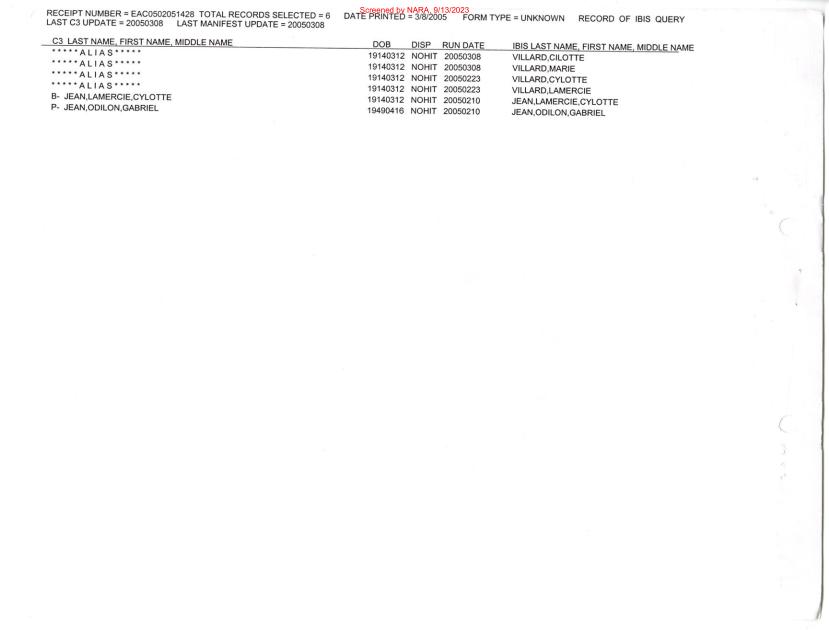 Screened by NARA, 9/13/2023
RECEIPT NUMBER = EAC0502051428 TOTAL RECORDS SELECTED = 6 DATE PRINTED = 3/8/2005 FORM TYPE = UNKNOWN RECORD OF IBIS QUERY
LAST C3 UPDATE = 20050308 LAST MANIFEST UPDATE = 20050308
C3 LAST NAME, FIRST NAME, MIDDLE NAME DOB DISP RUN DATE IBIS LAST NAME, FIRST NAME, MIDDLE NAME
*****ALIAS***** 19140312 NOHIT 20050308 VILLARD,CILOTTE
*****ALIAS***** 19140312 NOHIT 20050308 VILLARD,MARIE
*****ALIAS***** 19140312 NOHIT 20050223 VILLARD,CYLOTTE
*****ALIAS***** 19140312 NOHIT 20050223 VILLARD,LAMERCIE
B- JEAN,LAMERCIE,CYLOTTE 19140312 NOHIT 20050210 JEAN,LAMERCIE,CYLOTTE
P- JEAN,ODILON,GABRIEL 19490416 NOHIT 20050210 JEAN,ODILON,GABRIEL